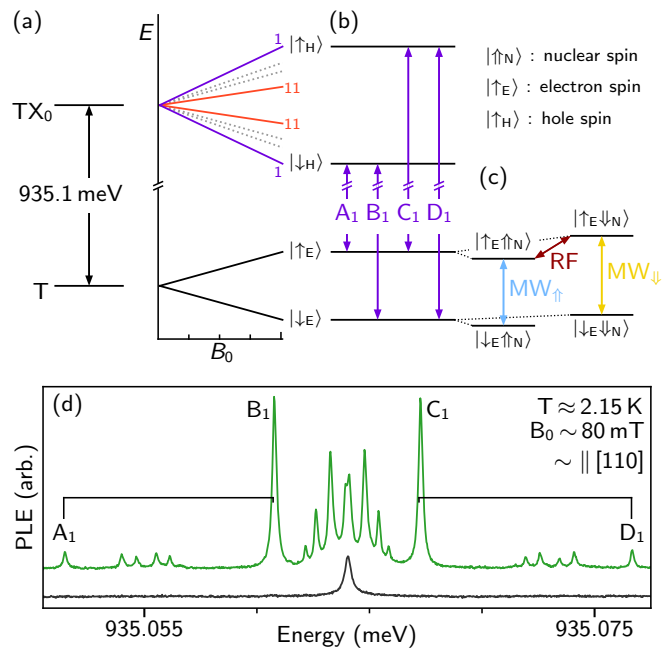 (a)
E
(b)
1
|↑H⟩
11
TX0
11
1
|↓H⟩
935.1 meV
|⇑N⟩ : nuclear spin
|↑E⟩ : electron spin
|↑H⟩ : hole spin
A1 B1 C1 D1
(c)
|↑E⟩
|↑E⇑N⟩
|↑E⇓N⟩
RF
T
MW⇑
MW⇓
|↓E⟩
|↓E⇑N⟩
|↓E⇓N⟩
B0
(d)
B1
C1
T ≈ 2.15 K
B0 ∼ 80 mT
∼ ∥ [110]
A1
D1
PLE (arb.)
935.055
935.075
Energy (meV)